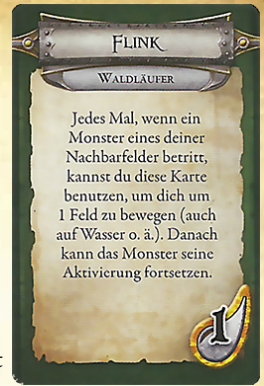 FLINK
WALDLÄUFER
Jedes Mal, wenn ein
Monster eines deiner
Nachbarfelder betritt,
kannst du diese Karte
benutzen, um dich um
1 Feld zu bewegen (auch
auf Wasser o. ä.). Danach
kann das Monster seine
Aktivierung fortsetzen.
1
t